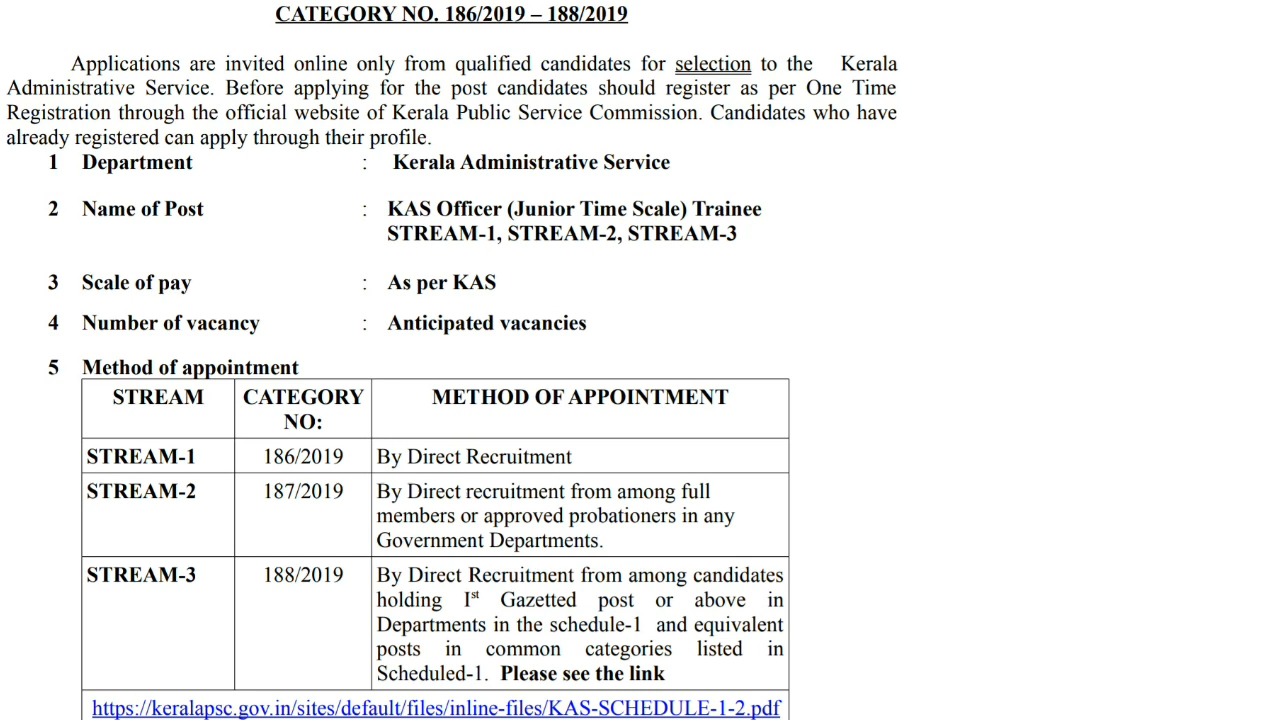 CATEGORY NO. 186/2019 – 188/2019
Applications are invited online only from qualified candidates for selection to the Kerala
Administrative Service. Before applying for the post candidates should register as per One Time
Registration through the official website of Kerala Public Service Commission. Candidates who have
already registered can apply through their profile.
1 Department : Kerala Administrative Service
2 Name of Post : KAS Officer (Junior Time Scale) Trainee
STREAM-1, STREAM-2, STREAM-3
3 Scale of pay : As per KAS
4 Number of vacancy : Anticipated vacancies
5 Method of appointment
STREAM CATEGORY METHOD OF APPOINTMENT
NO:
STREAM-1 186/2019 By Direct Recruitment
STREAM-2 187/2019 By Direct recruitment from among full
members or approved probationers in any
Government Departments.
STREAM-3 188/2019 By Direct Recruitment from among candidates
holding Ist Gazetted post or above in
Departments in the schedule-1 and equivalent
posts in common categories listed in
Scheduled-1. Please see the link
https://keralapsc.gov.in/sites/default/files/inline-files/KAS-SCHEDULE-1-2.pdf